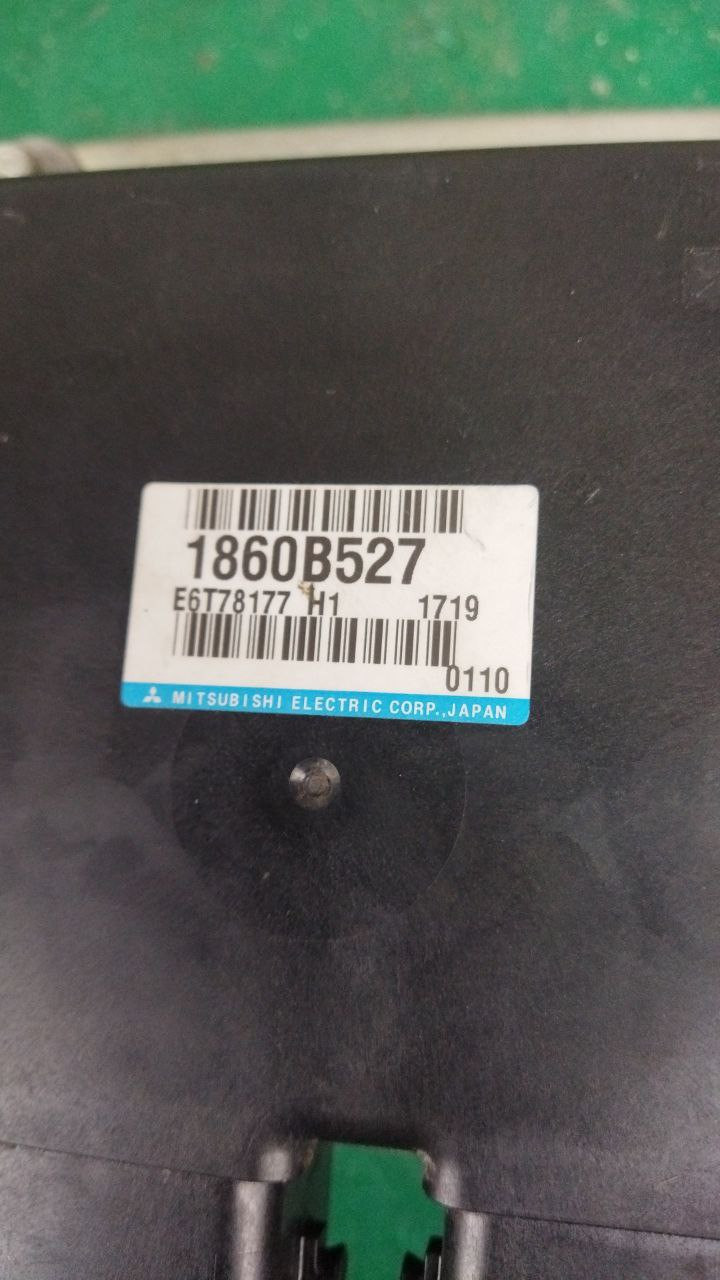 1860B527
E6T78177 H1 1719
0110
MITSUBISHI ELECTRIC CORP.,JAPAN